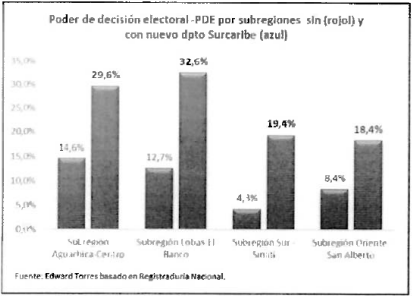 Poder de decisión electoral -PDE por subregiones sin (rojol) y
con nuevo dpto Surcaribe (azul)
35,0%
30,0%
25,0%
20,0%
15,0%
10,0%
5,0%
0,0%
14,6%
29,6%
12,7%
32,6%
4,3%
19,4%
8,4%
18,4%
Subregión
Aguachica-Centro
Subregión Lobas El
Banco
Subregión Sur-
Simití
Subregión Oriente
San Alberto
Fuente: Edward Torres basado en Registraduría Nacional.